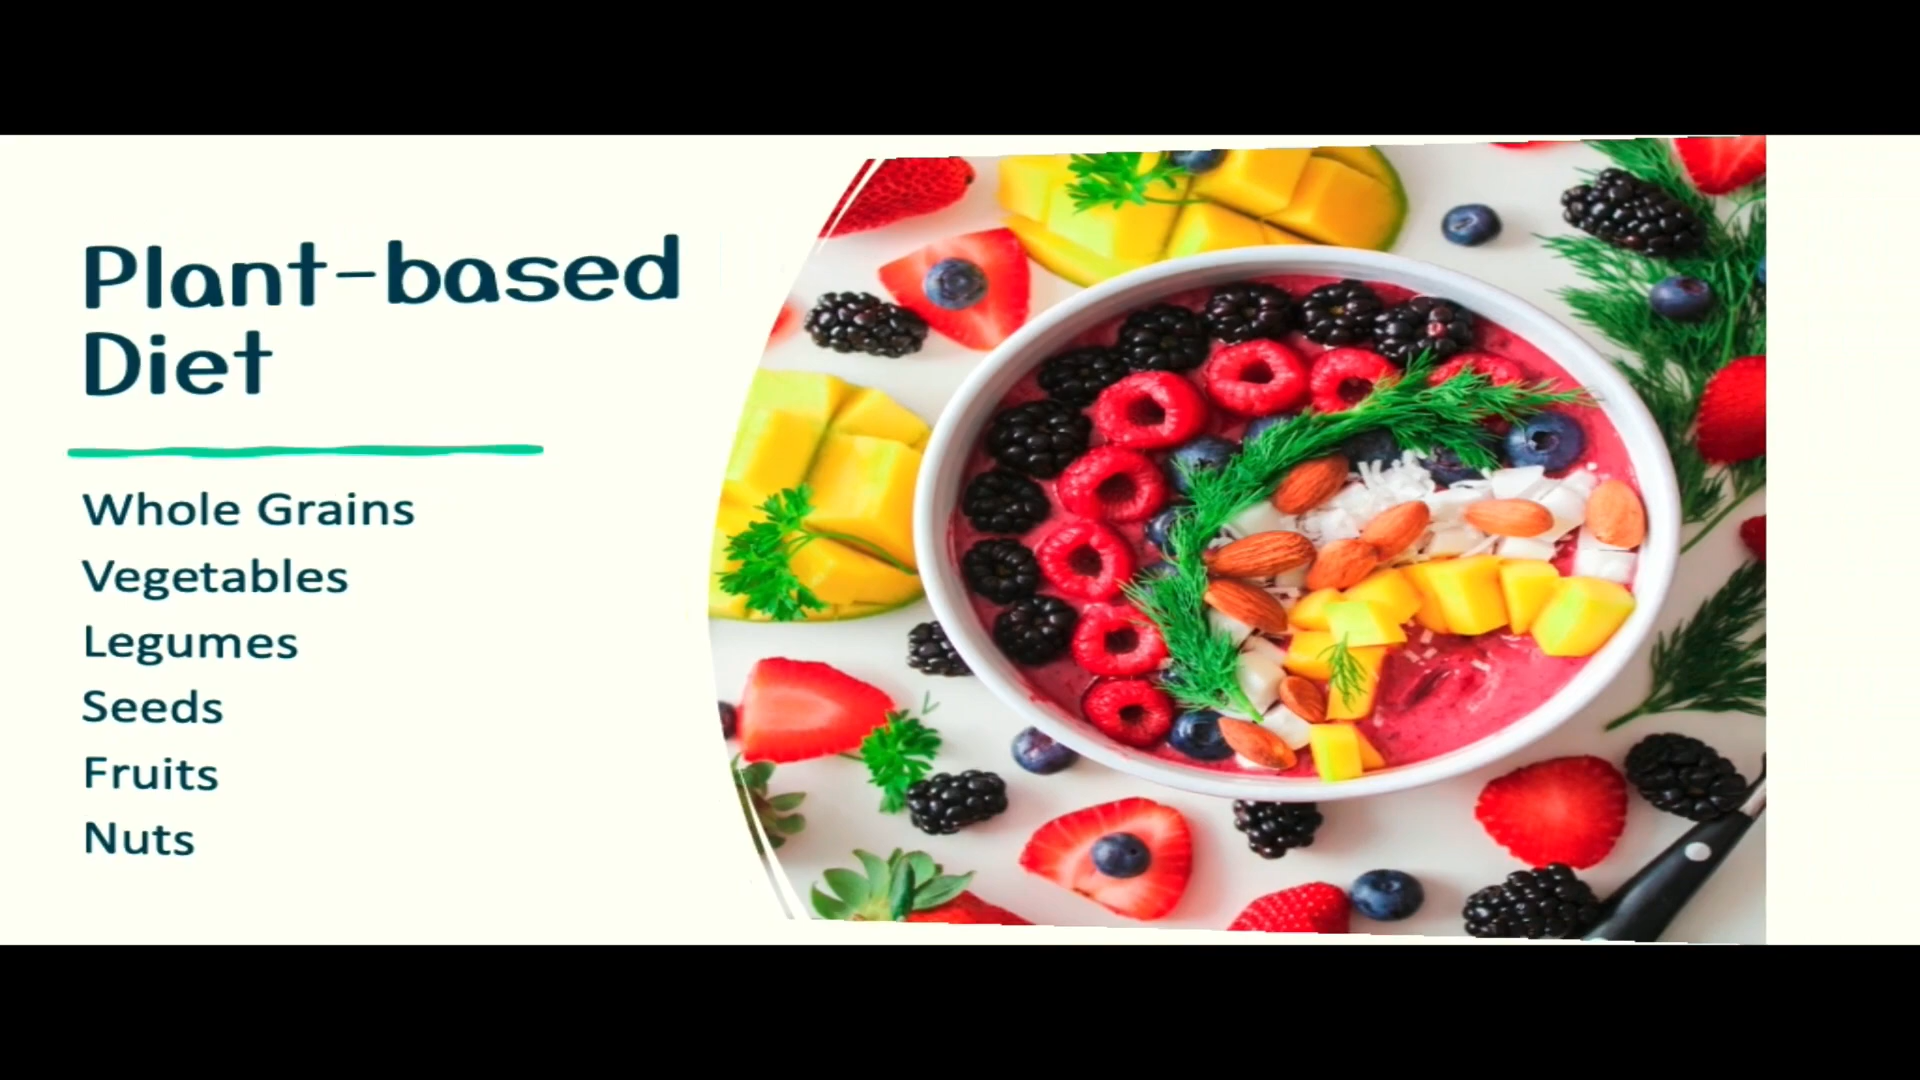 Plant-based
Diet
Whole Grains
Vegetables
Legumes
Seeds
Fruits
Nuts